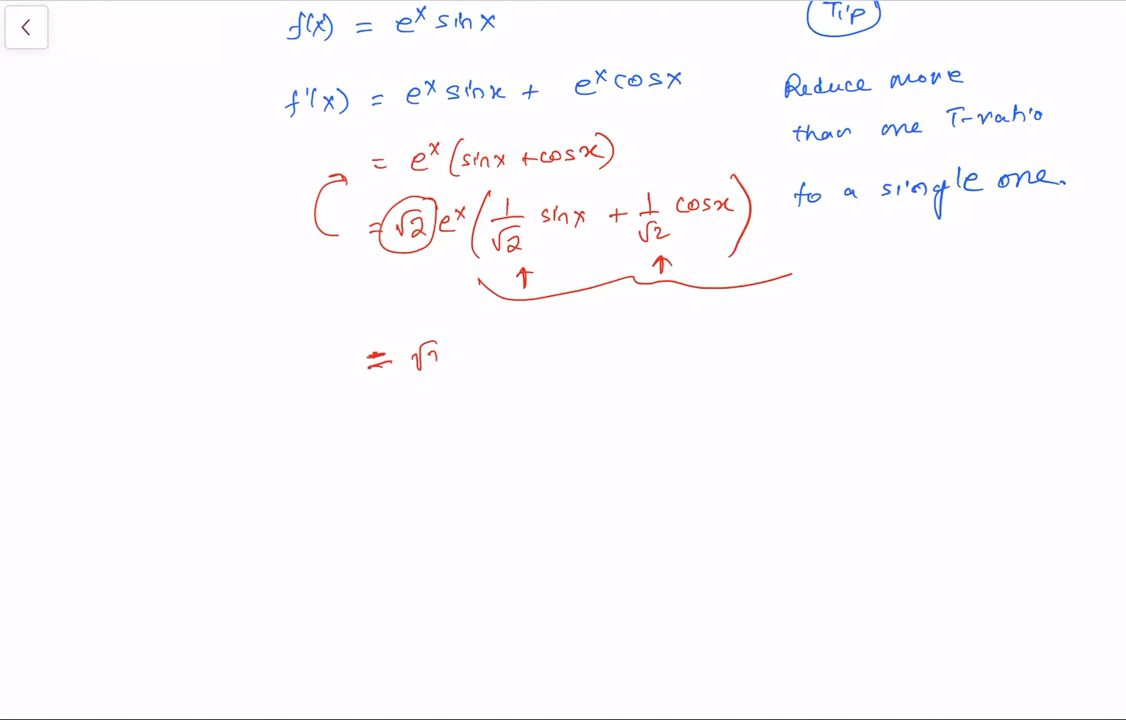 f(x) = e^x sin x
Tip
f'(x) = e^x sin x + e^x cos x
Reduce more
than one T-ratio
to a single one.
= e^x (sin x + cos x)
= √2 e^x (1/√2 sin x + 1/√2 cos x)
= √2